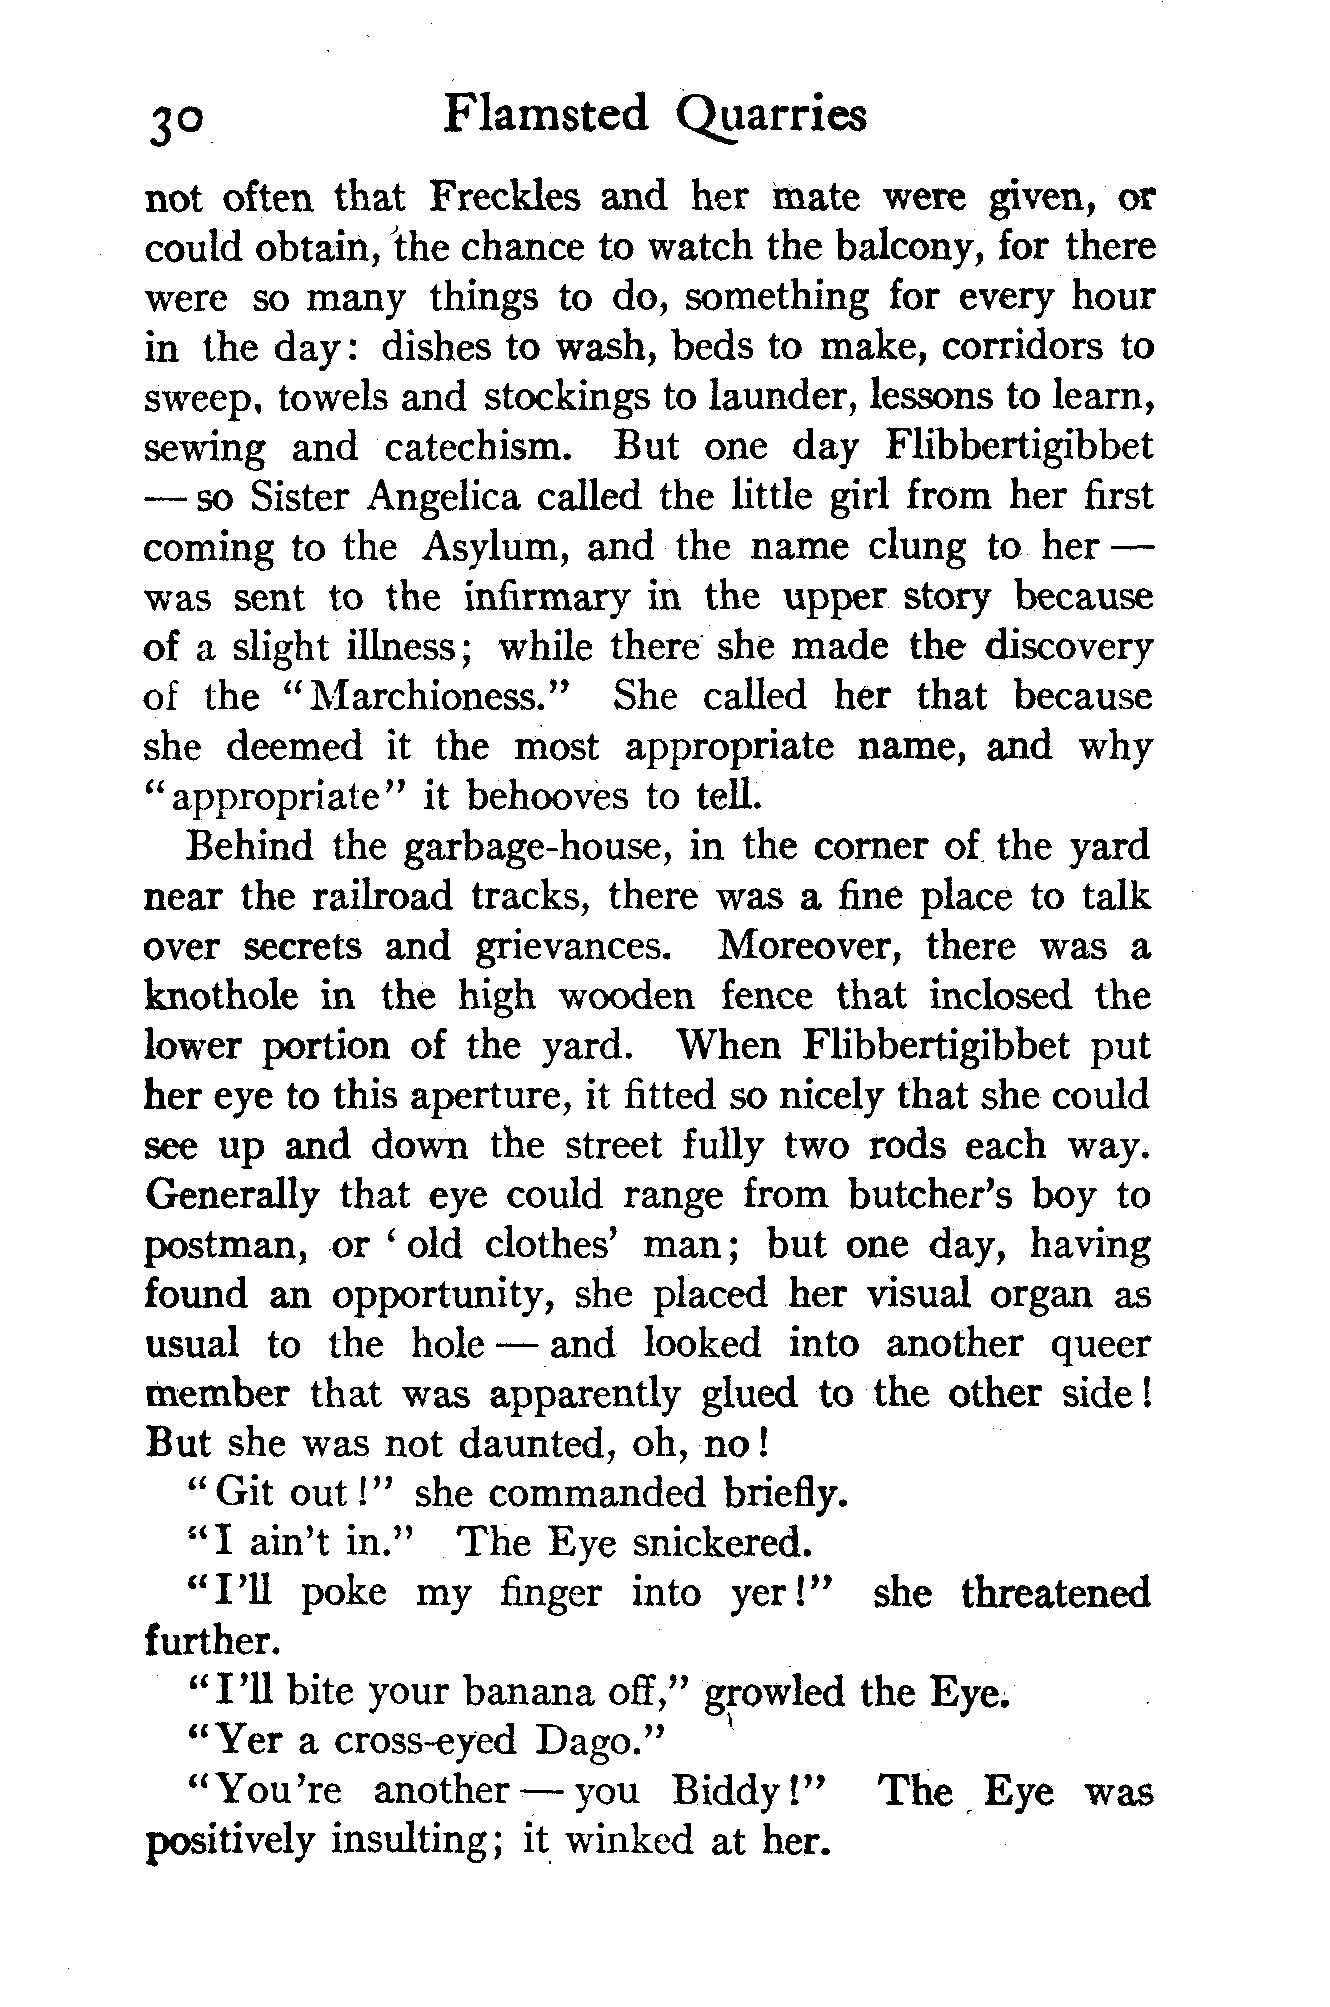 30 Flamsted Quarries
not often that Freckles and her mate were given, or
could obtain, the chance to watch the balcony, for there
were so many things to do, something for every hour
in the day: dishes to wash, beds to make, corridors to
sweep, towels and stockings to launder, lessons to learn,
sewing and catechism. But one day Flibbertigibbet
— so Sister Angelica called the little girl from her first
coming to the Asylum, and the name clung to her —
was sent to the infirmary in the upper story because
of a slight illness; while there she made the discovery
of the "Marchioness." She called her that because
she deemed it the most appropriate name, and why
"appropriate" it behooves to tell.
Behind the garbage-house, in the corner of the yard
near the railroad tracks, there was a fine place to talk
over secrets and grievances. Moreover, there was a
knothole in the high wooden fence that inclosed the
lower portion of the yard. When Flibbertigibbet put
her eye to this aperture, it fitted so nicely that she could
see up and down the street fully two rods each way.
Generally that eye could range from butcher's boy to
postman, or 'old clothes' man; but one day, having
found an opportunity, she placed her visual organ as
usual to the hole — and looked into another queer
member that was apparently glued to the other side!
But she was not daunted, oh, no!
"Git out!" she commanded briefly.
"I ain't in." The Eye snickered.
"I'll poke my finger into yer!" she threatened
further.
"I'll bite your banana off," growled the Eye.
"Yer a cross-eyed Dago."
"You're another — you Biddy!" The Eye was
positively insulting; it winked at her.